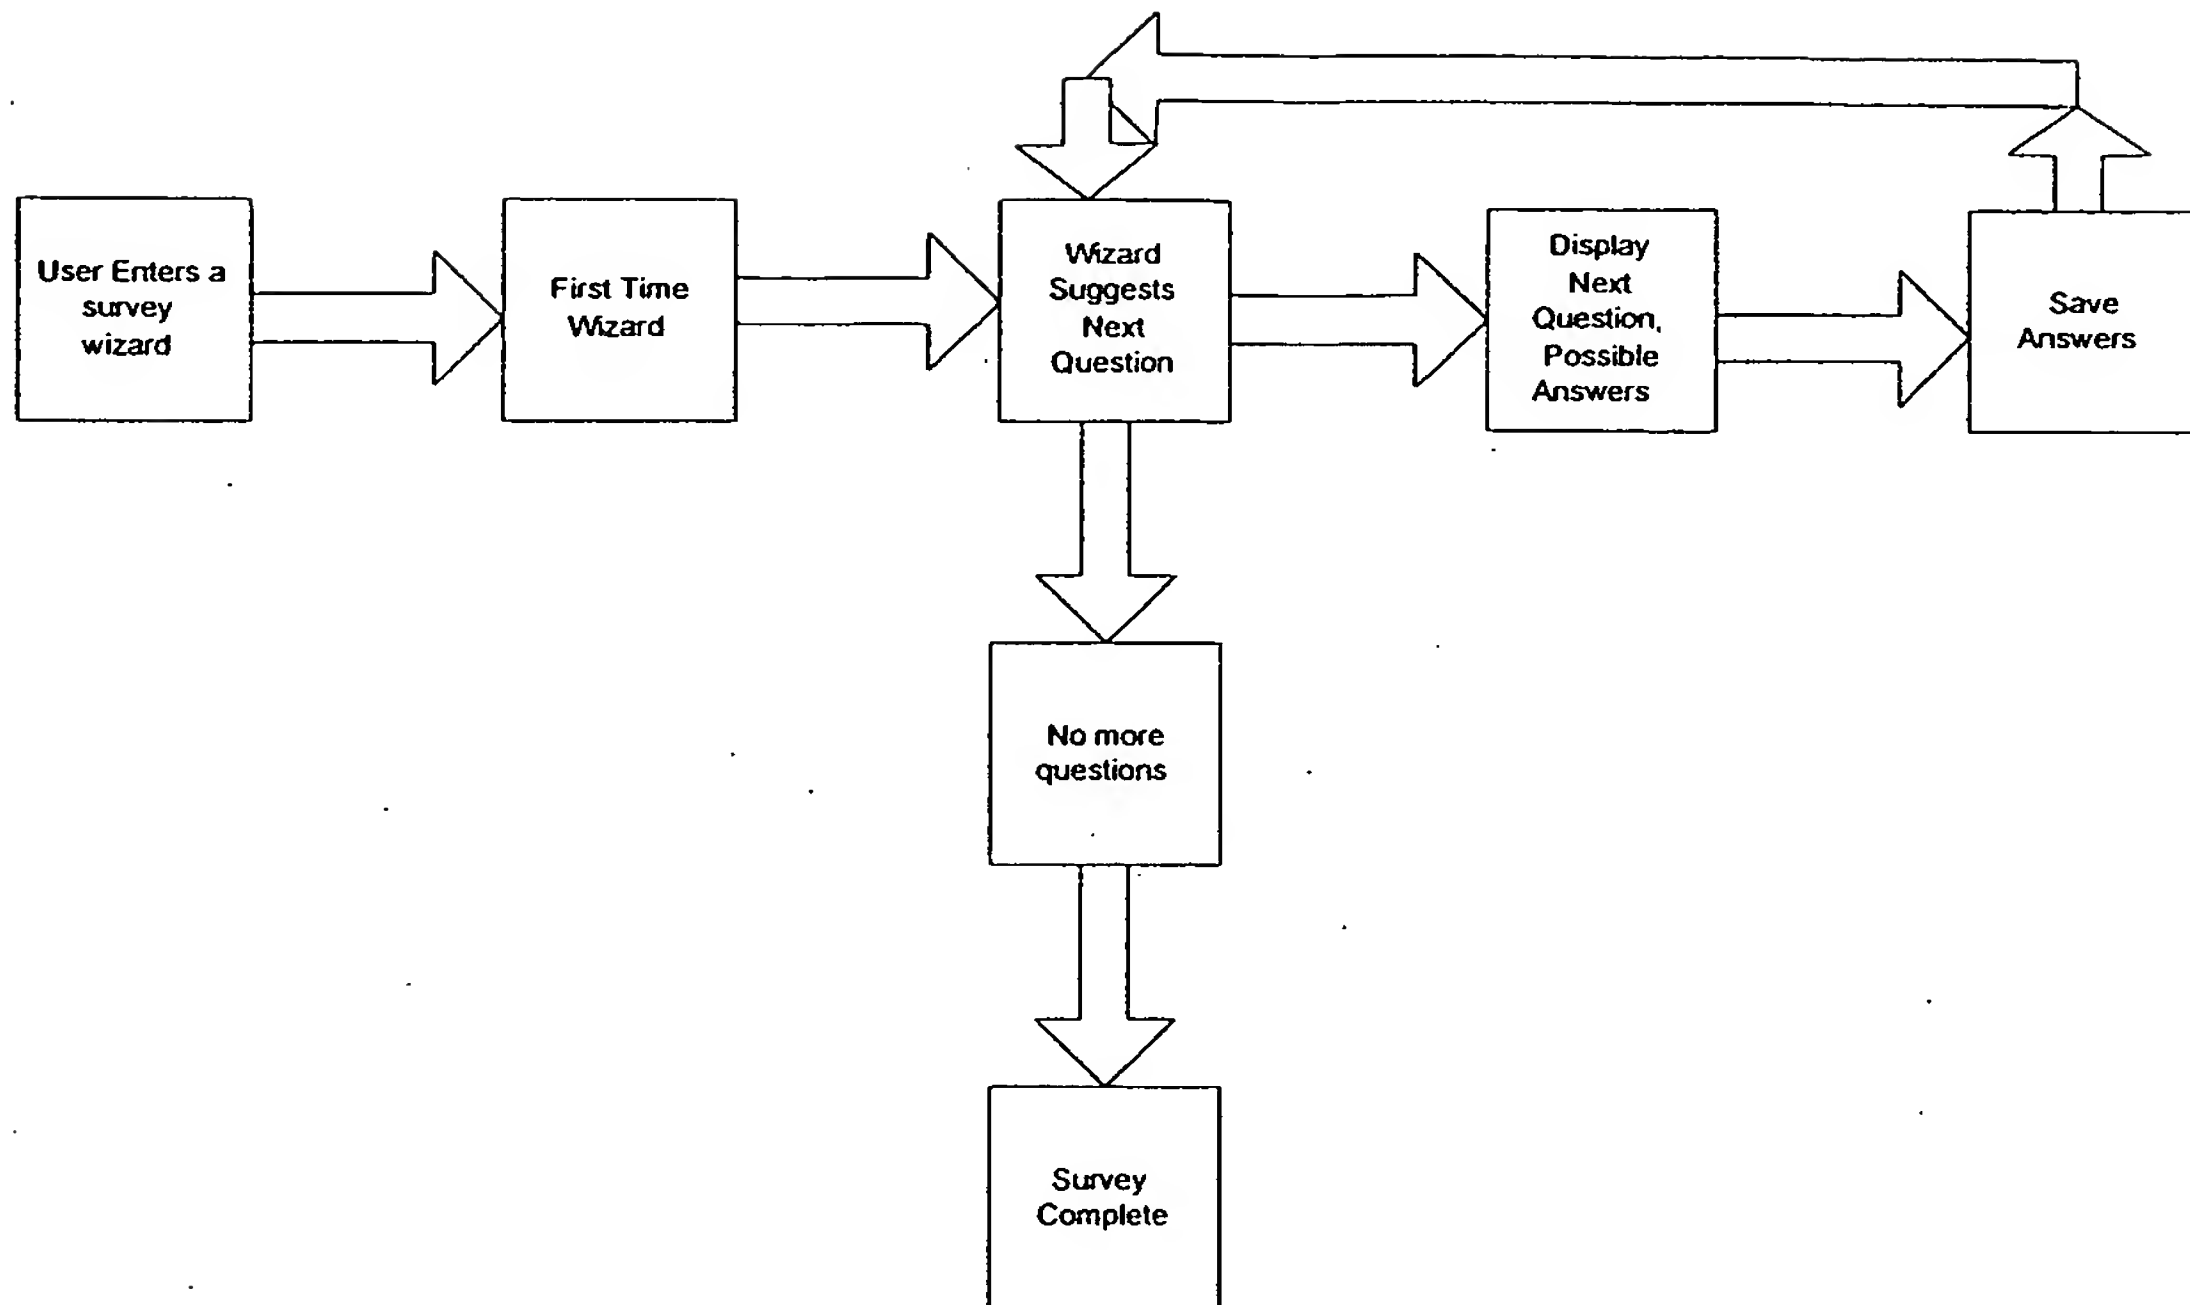 User Enters a
survey
wizard
First Time
Wizard
Wizard
Suggests
Next
Question
Display
Next
Question,
Possible
Answers
Save
Answers
No more
questions
Survey
Complete